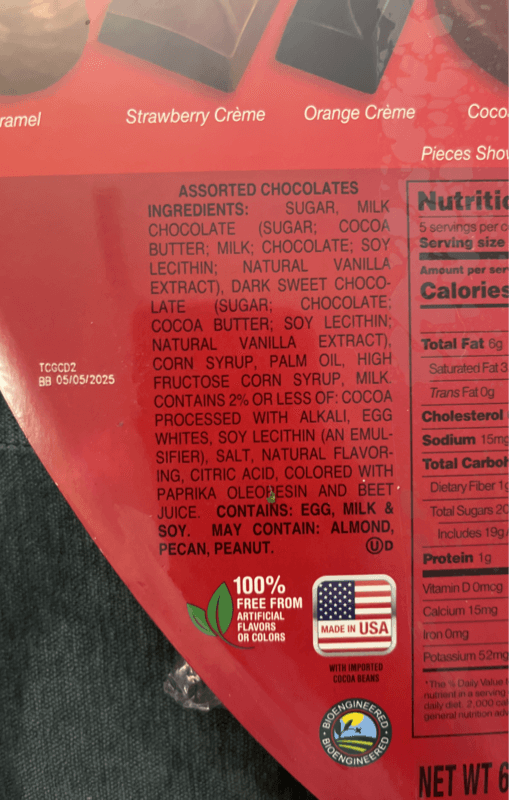 ramel
Strawberry Crème
Orange Crème
Coco
Pieces Show
ASSORTED CHOCOLATES
INGREDIENTS: SUGAR, MILK
CHOCOLATE (SUGAR; COCOA
BUTTER; MILK; CHOCOLATE; SOY
LECITHIN; NATURAL VANILLA
EXTRACT), DARK SWEET CHOCO-
LATE (SUGAR; CHOCOLATE;
COCOA BUTTER; SOY LECITHIN;
NATURAL VANILLA EXTRACT),
CORN SYRUP, PALM OIL, HIGH
FRUCTOSE CORN SYRUP, MILK.
CONTAINS 2% OR LESS OF: COCOA
PROCESSED WITH ALKALI, EGG
WHITES, SOY LECITHIN (AN EMUL-
SIFIER), SALT, NATURAL FLAVOR-
ING, CITRIC ACID, COLORED WITH
PAPRIKA OLEORESIN AND BEET
JUICE. CONTAINS: EGG, MILK &
SOY. MAY CONTAIN: ALMOND,
PECAN, PEANUT.
UD
TCGCD2
BB 05/05/2025
100%
FREE FROM
ARTIFICIAL
FLAVORS
OR COLORS
MADE IN USA
WITH IMPORTED
COCOA BEANS
BIOENGINEERED
BIOENGINEERED
Nutritio
5 servings per c
Serving size
Amount per ser
Calories
Total Fat 6g
Saturated Fat 3
Trans Fat 0g
Cholesterol
Sodium 15mg
Total Carboh
Dietary Fiber 1g
Total Sugars 20
Includes 19g
Protein 1g
Vitamin D 0mcg
Calcium 15mg
Iron 0mg
Potassium 52mg
*The % Daily Value
nutrient in a serving
daily diet. 2,000 cal
general nutrition adv
NET WT 6